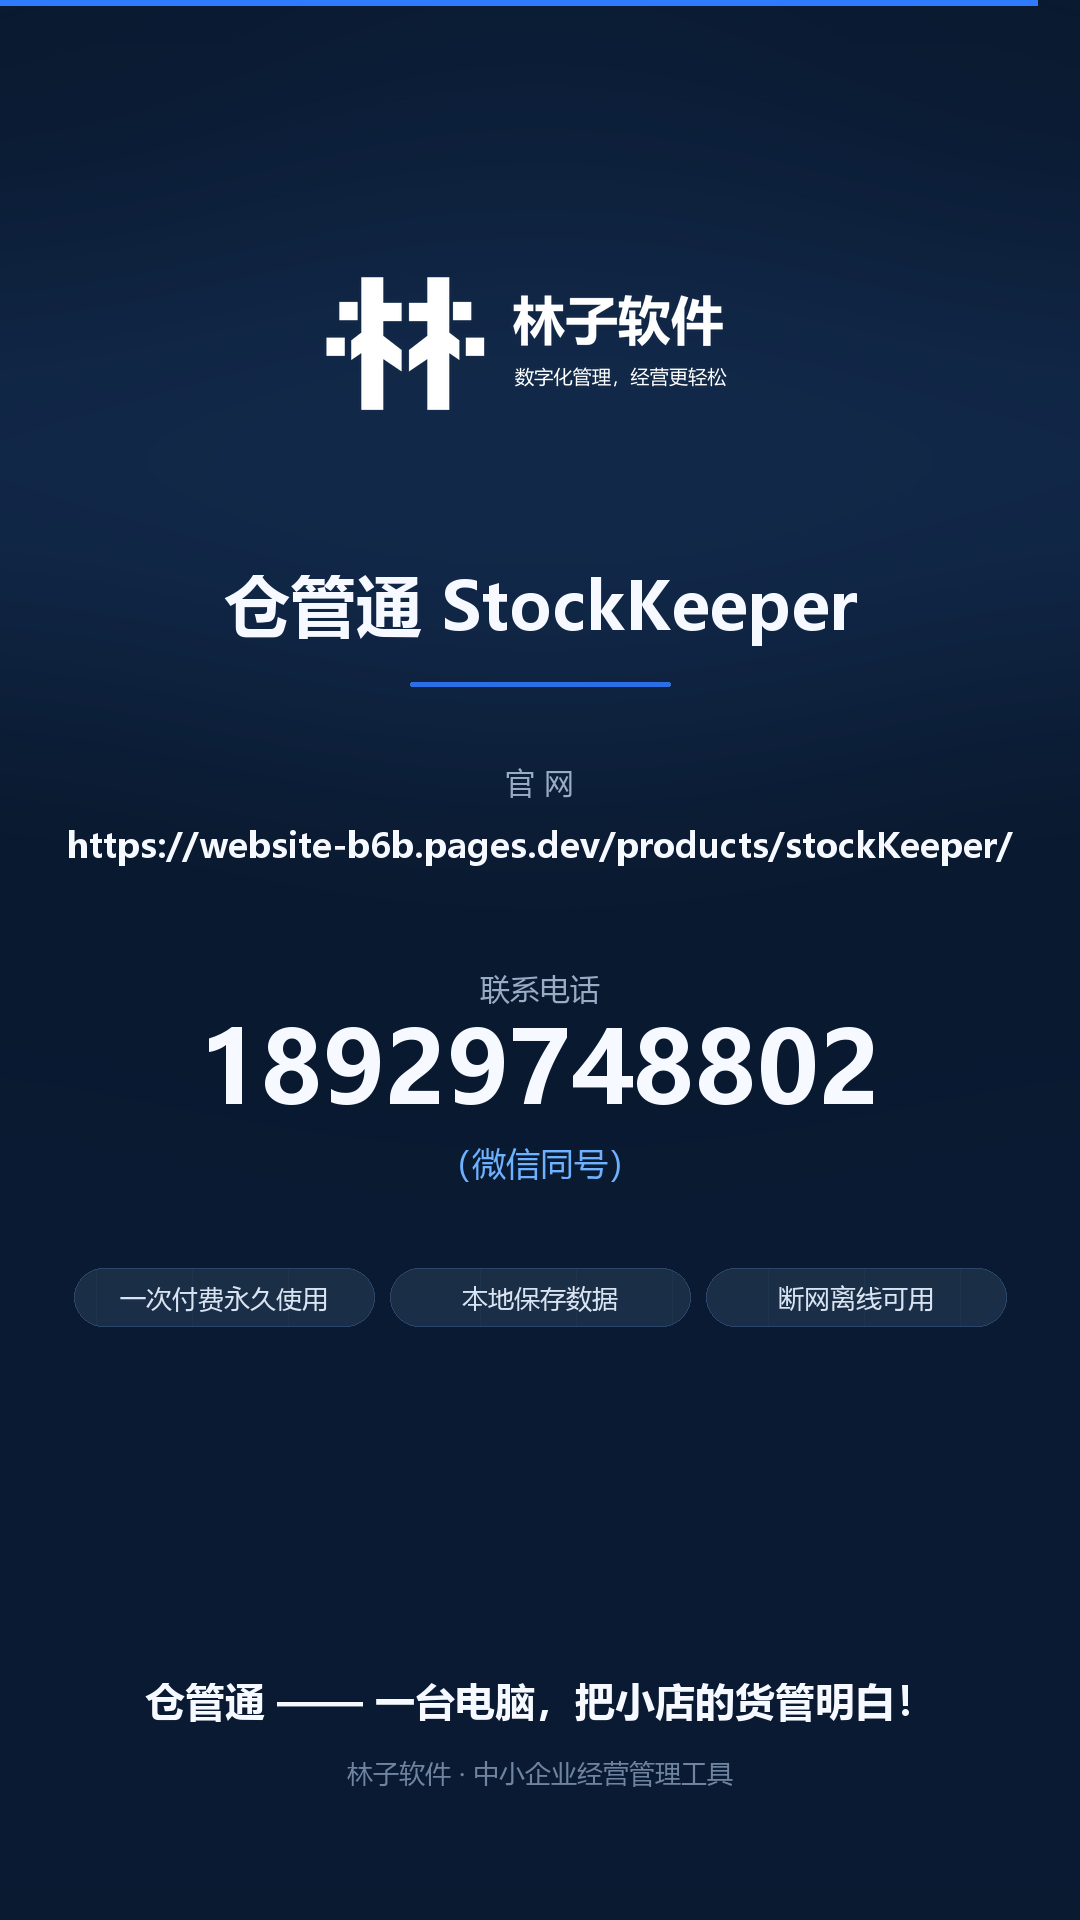 林子软件
数字化管理，经营更轻松
仓管通 StockKeeper
官 网
https://website-b6b.pages.dev/products/stockKeeper/
联系电话
18929748802
（微信同号）
一次付费永久使用
本地保存数据
断网离线可用
仓管通 —— 一台电脑，把小店的货管明白！
林子软件 · 中小企业经营管理工具